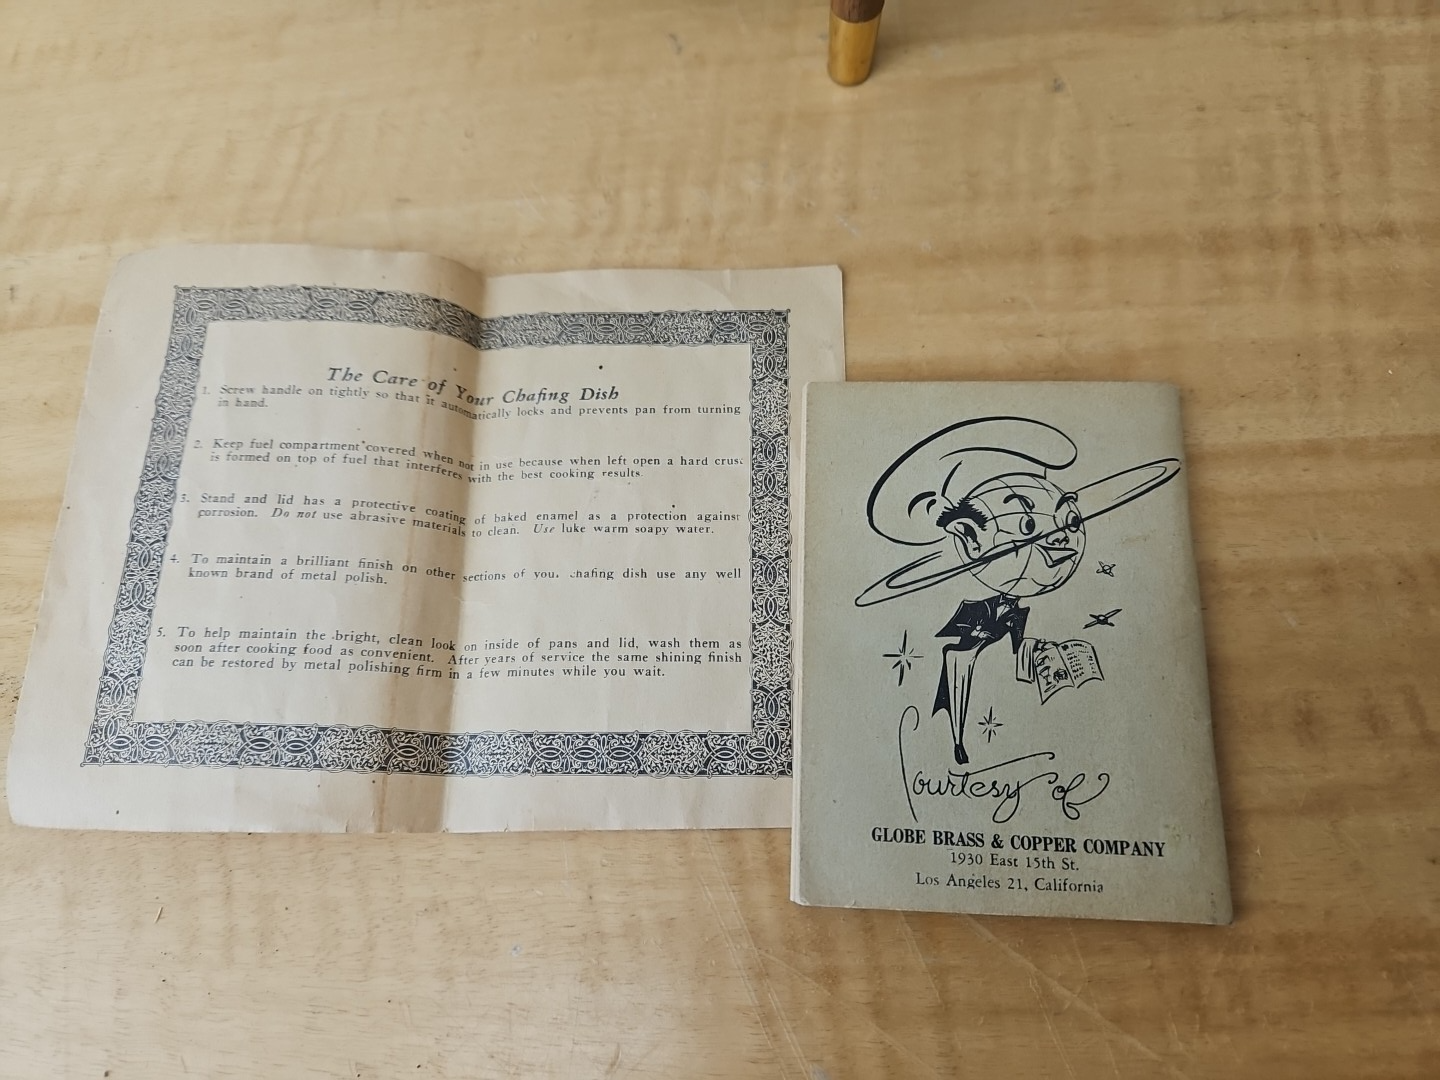 The Care of Your Chafing Dish
1. Screw handle on tightly so that it automatically locks and prevents pan from turning
in hand.
2. Keep fuel compartment covered when not in use because when left open a hard crust
is formed on top of fuel that interferes with the best cooking results.
3. Stand and lid has a protective coating of baked enamel as a protection against
corrosion. Do not use abrasive materials to clean. Use luke warm soapy water.
4. To maintain a brilliant finish on other sections of you. chafing dish use any well
known brand of metal polish.
5. To help maintain the bright, clean look on inside of pans and lid, wash them as
soon after cooking food as convenient. After years of service the same shining finish
can be restored by metal polishing firm in a few minutes while you wait.
Courtesy of
GLOBE BRASS & COPPER COMPANY
1930 East 15th St.
Los Angeles 21, California